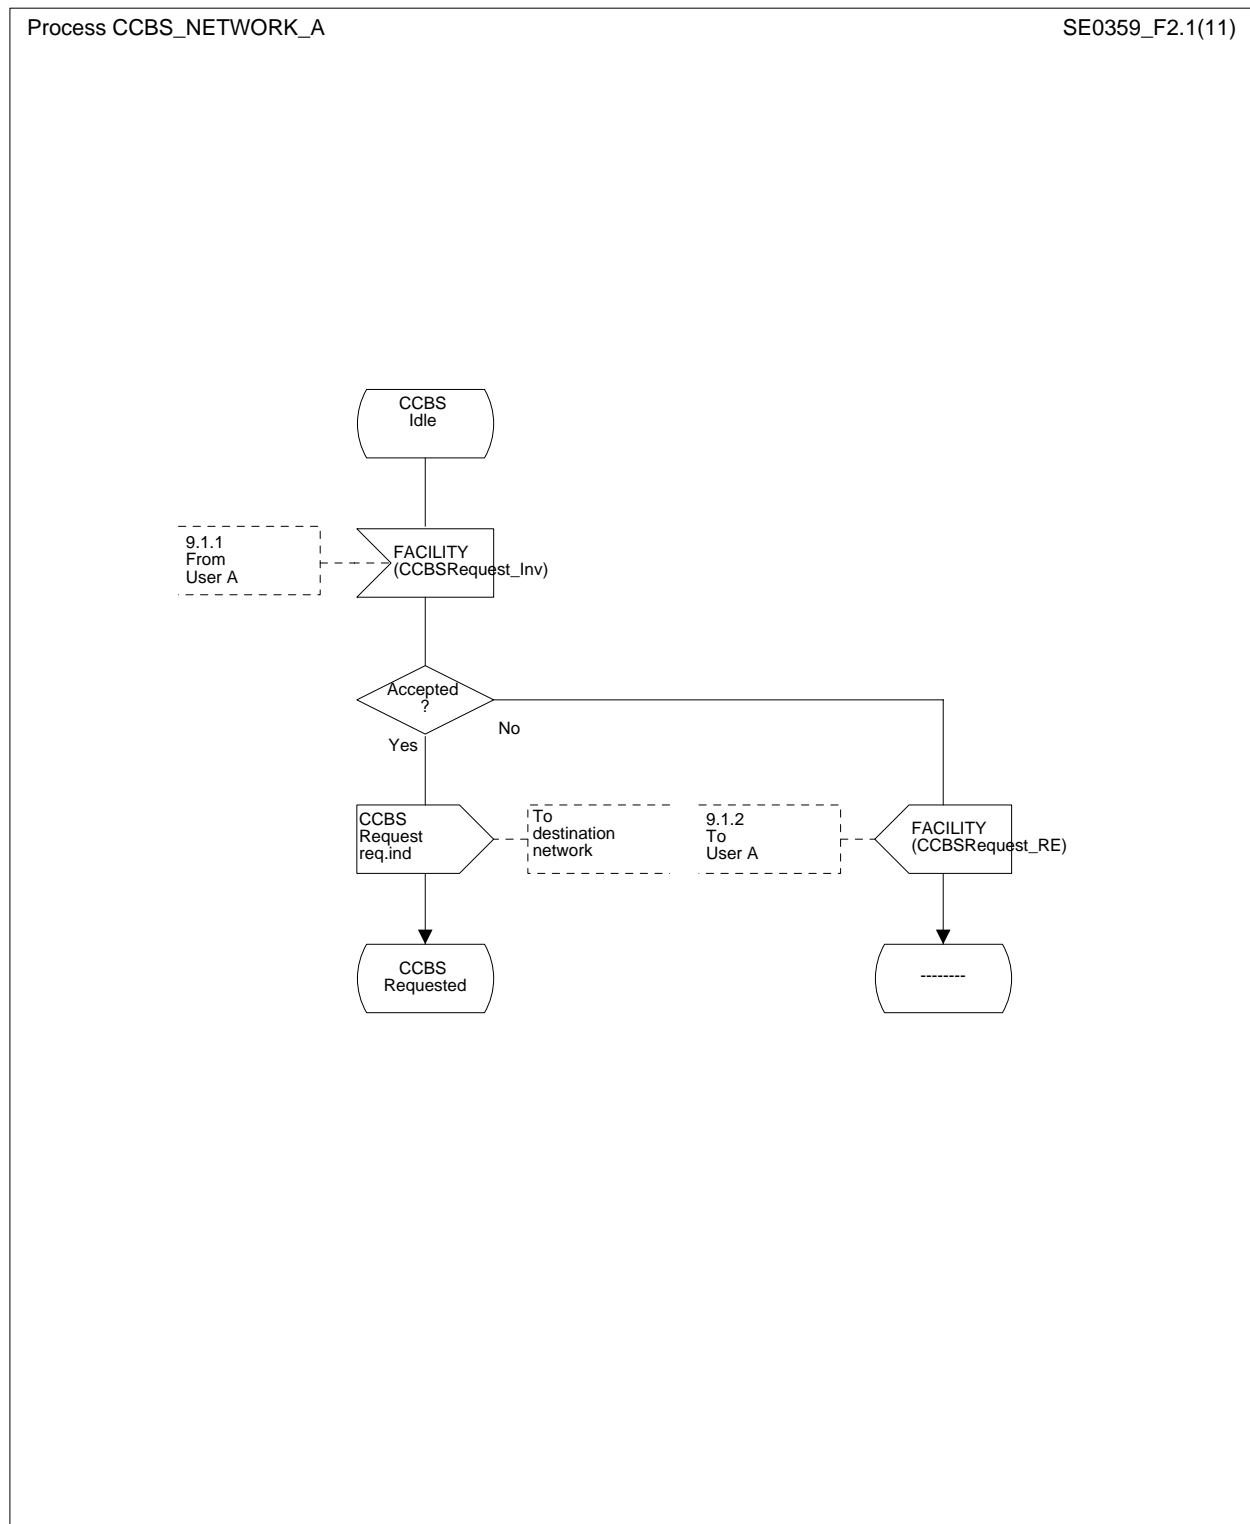 Process CCBS_NETWORK_A
SE0359_F2.1(11)
CCBS
Idle
9.1.1
From
User A
FACILITY
(CCBSRequest_Inv)
Accepted
?
No
Yes
CCBS
Request
req.ind
To
destination
network
9.1.2
To
User A
FACILITY
(CCBSRequest_RE)
CCBS
Requested
--------